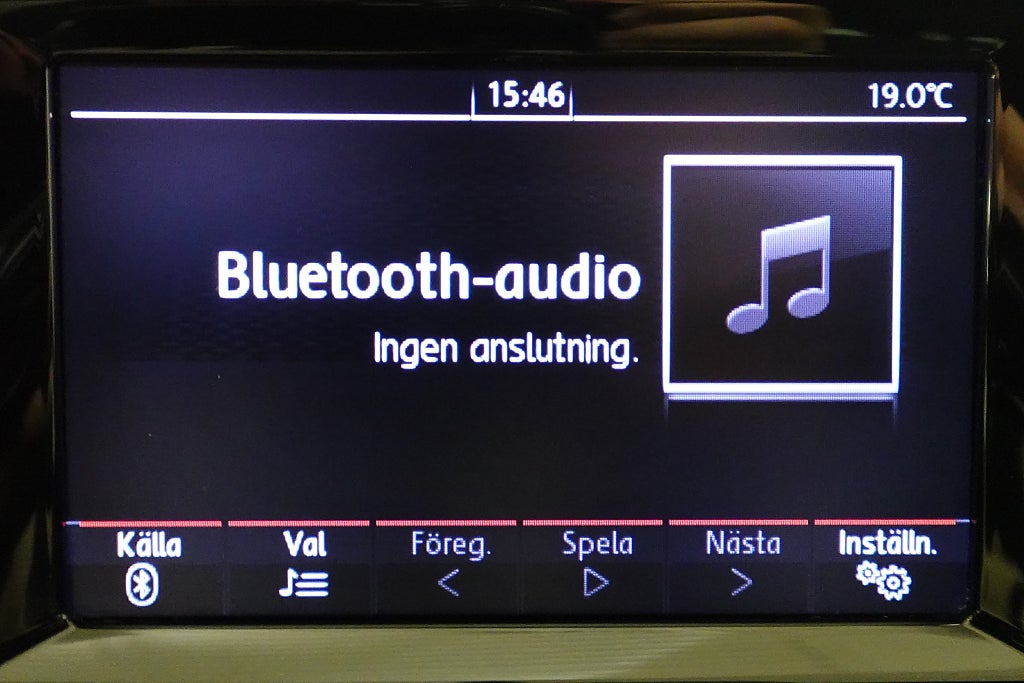 15:46
19.0°C
Bluetooth-audio
Ingen anslutning.
Källa
Val
Föreg.
Spela
Nästa
Inställn.